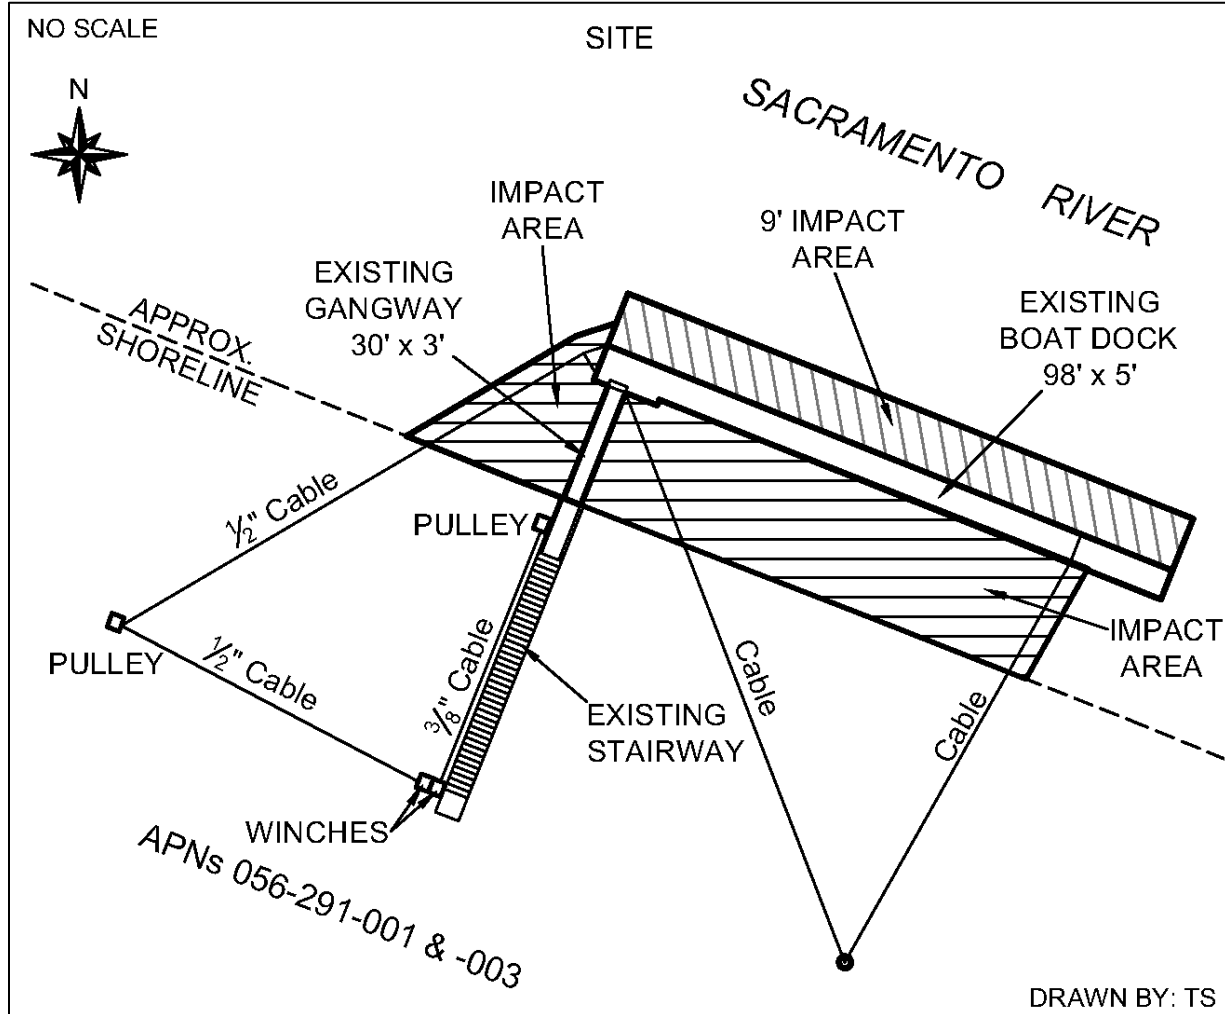 NO SCALE
SITE
N
SACRAMENTO RIVER
IMPACT
AREA
9' IMPACT
AREA
EXISTING
GANGWAY
30' x 3'
EXISTING
BOAT DOCK
98' x 5'
APPROX.
SHORELINE
½" Cable
PULLEY
PULLEY
½" Cable
⅜" Cable
Cable
Cable
IMPACT
AREA
EXISTING
STAIRWAY
WINCHES
APNs 056-291-001 & -003
DRAWN BY: TS